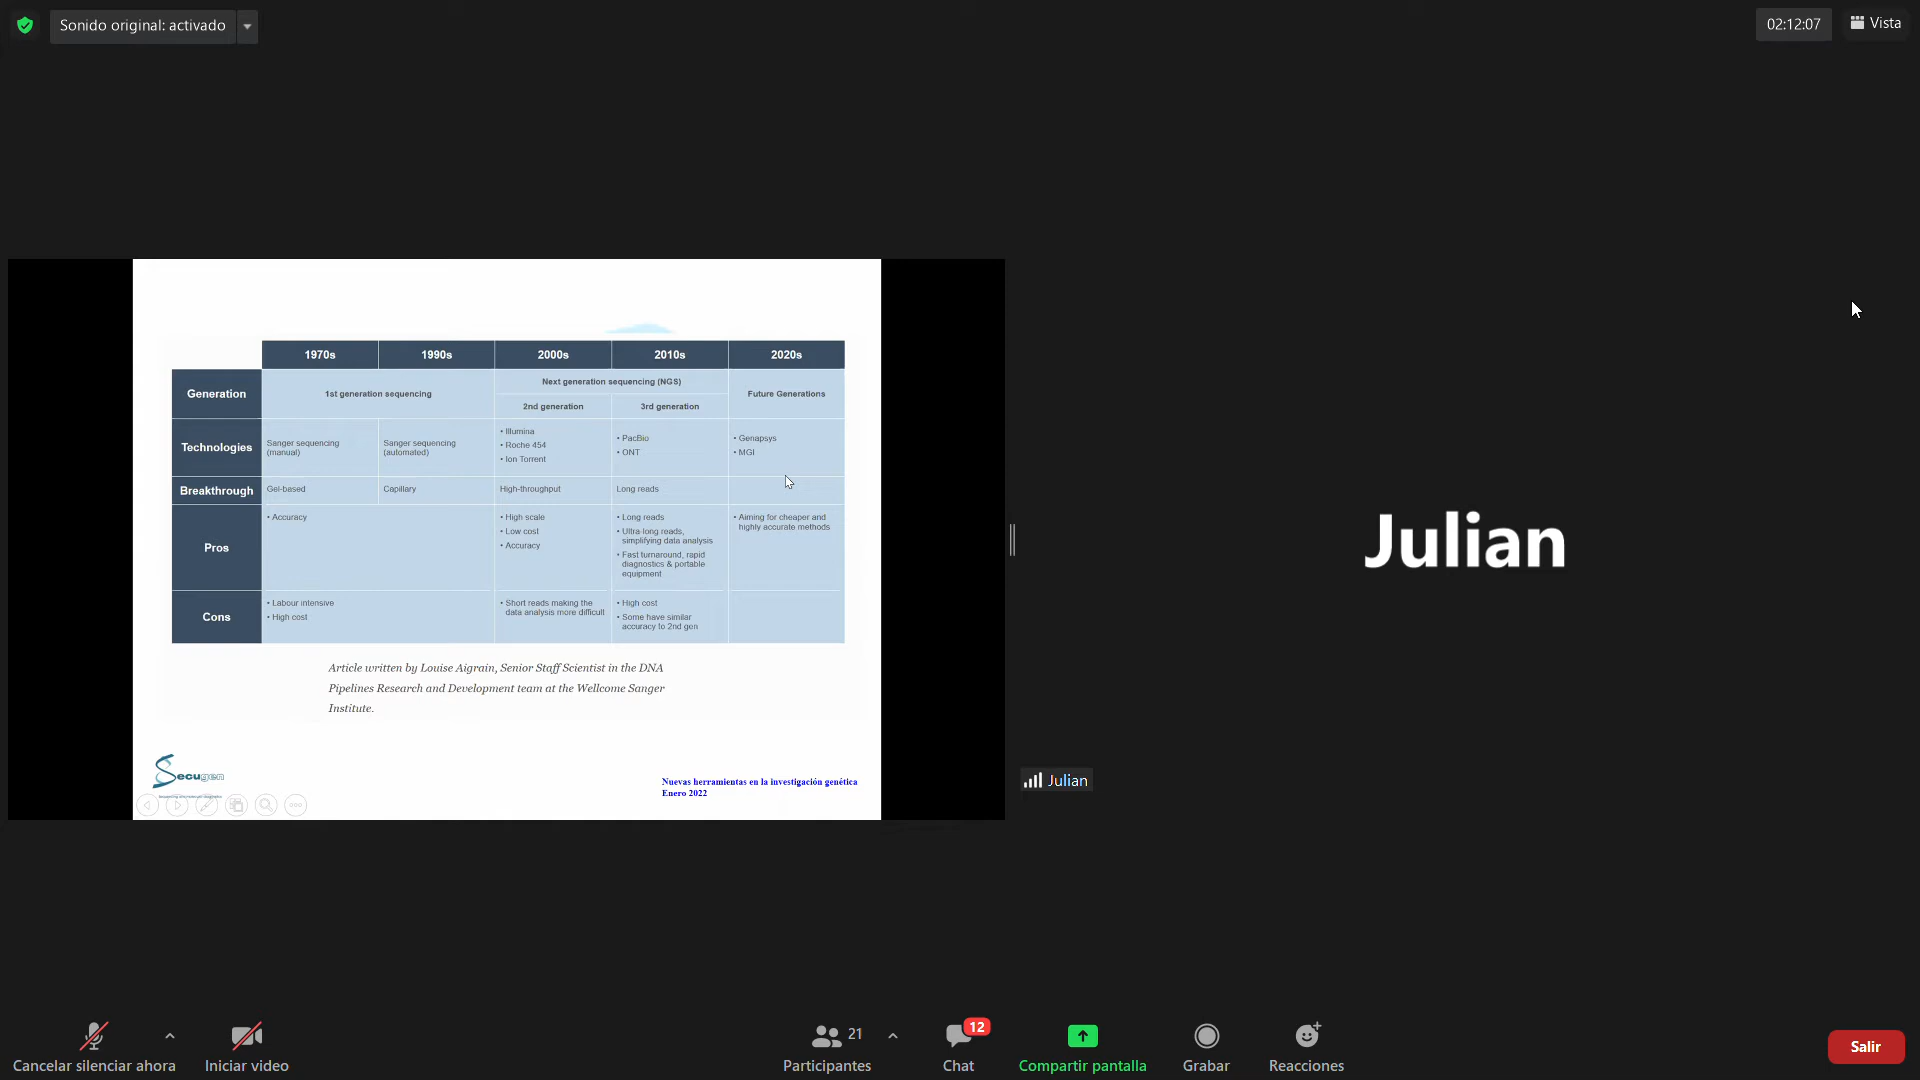 Sonido original: activado
02:12:07
Vista
1970s 1990s 2000s 2010s 2020s
Generation
1st generation sequencing
Next generation sequencing (NGS)
2nd generation 3rd generation
Future Generations
Technologies
Sanger sequencing
(manual)
Sanger sequencing
(automated)
• Illumina
• Roche 454
• Ion Torrent
• PacBio
• ONT
• Genapsys
• MGI
Breakthrough
Gel-based
Capillary
High-throughput
Long reads
Pros
• Accuracy
• High scale
• Low cost
• Accuracy
• Long reads
• Ultra-long reads,
simplifying data analysis
• Fast turnaround, rapid
diagnostics & portable
equipment
• Aiming for cheaper and
highly accurate methods
Cons
• Labour intensive
• High cost
• Short reads making the
data analysis more difficult
• High cost
• Some have similar
accuracy to 2nd gen
Article written by Louise Aigrain, Senior Staff Scientist in the DNA
Pipelines Research and Development team at the Wellcome Sanger
Institute.
Secugen
Nuevas herramientas en la investigación genética
Enero 2022
Julian
Julian
Cancelar silenciar ahora
Iniciar video
21
Participantes
12
Chat
Compartir pantalla
Grabar
Reacciones
Salir